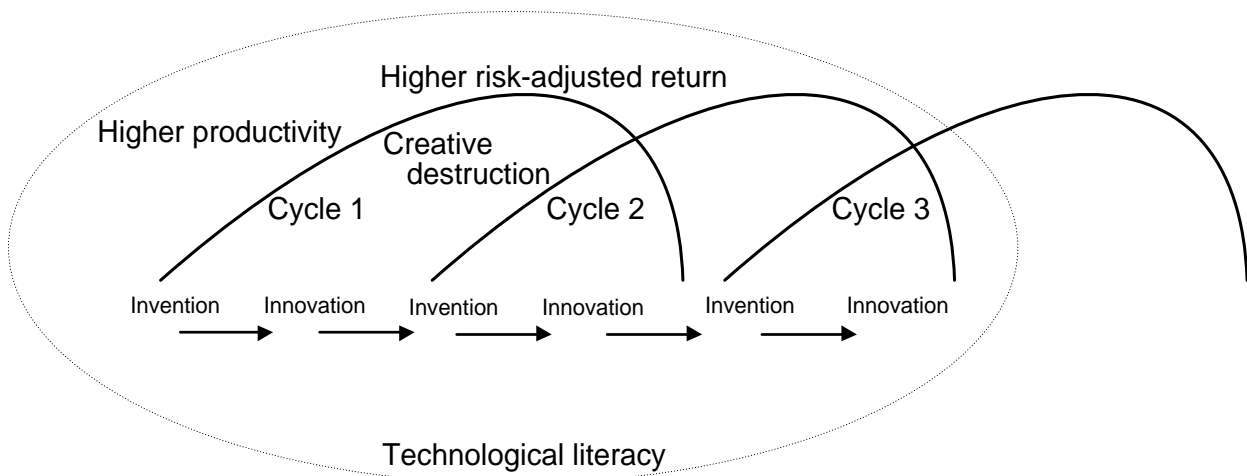 Higher risk-adjusted return
Higher productivity
Creative
destruction
Cycle 1
Cycle 2
Cycle 3
Invention
Innovation
Invention
Innovation
Invention
Innovation
Technological literacy